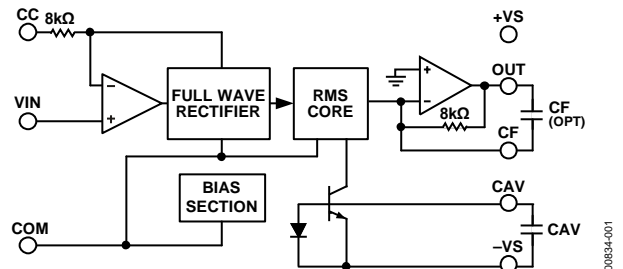 CC
8kΩ
+VS
VIN
−
+
FULL WAVE
RECTIFIER
RMS
CORE
+
−
8kΩ
OUT
CF
(OPT)
CF
BIAS
SECTION
COM
CAV
CAV
–VS
00834-001